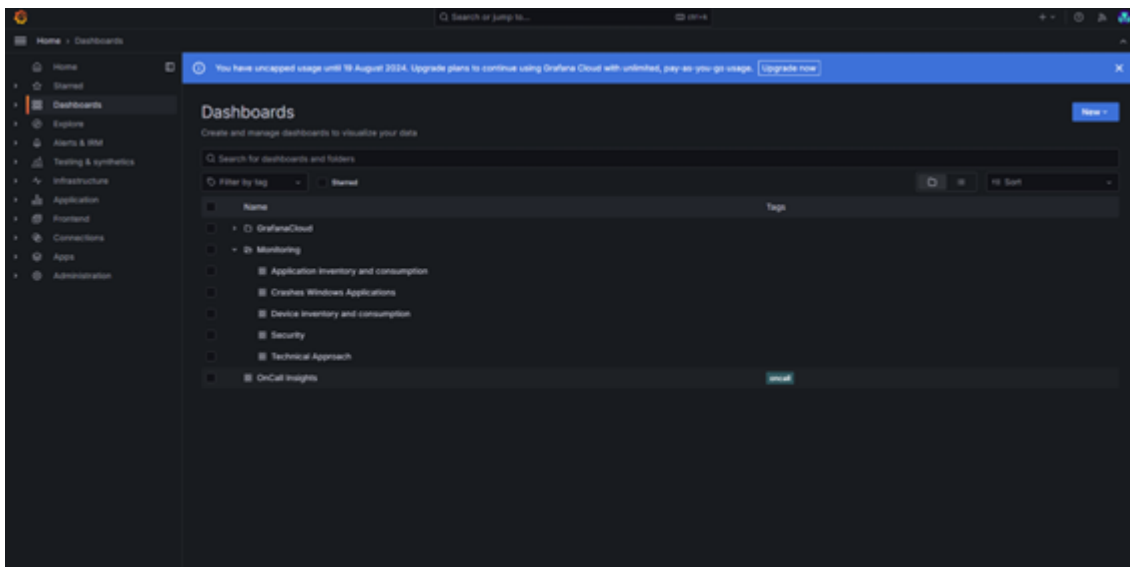 Search or jump to... ctrl+k
Home › Dashboards
Home
Starred
Dashboards
Explore
Alerts & IRM
Testing & synthetics
Infrastructure
Application
Frontend
Connections
Apps
Administration
You have uncapped usage until 19 August 2024. Upgrade plans to continue using Grafana Cloud with unlimited, pay-as-you-go usage. Upgrade now
Dashboards
New
Create and manage dashboards to visualize your data
Search for dashboards and folders
Filter by tag Starred Sort
Name Tags
GrafanaCloud
Monitoring
Application inventory and consumption
Crashes Windows Applications
Device inventory and consumption
Security
Technical Approach
OnCall Insights oncall